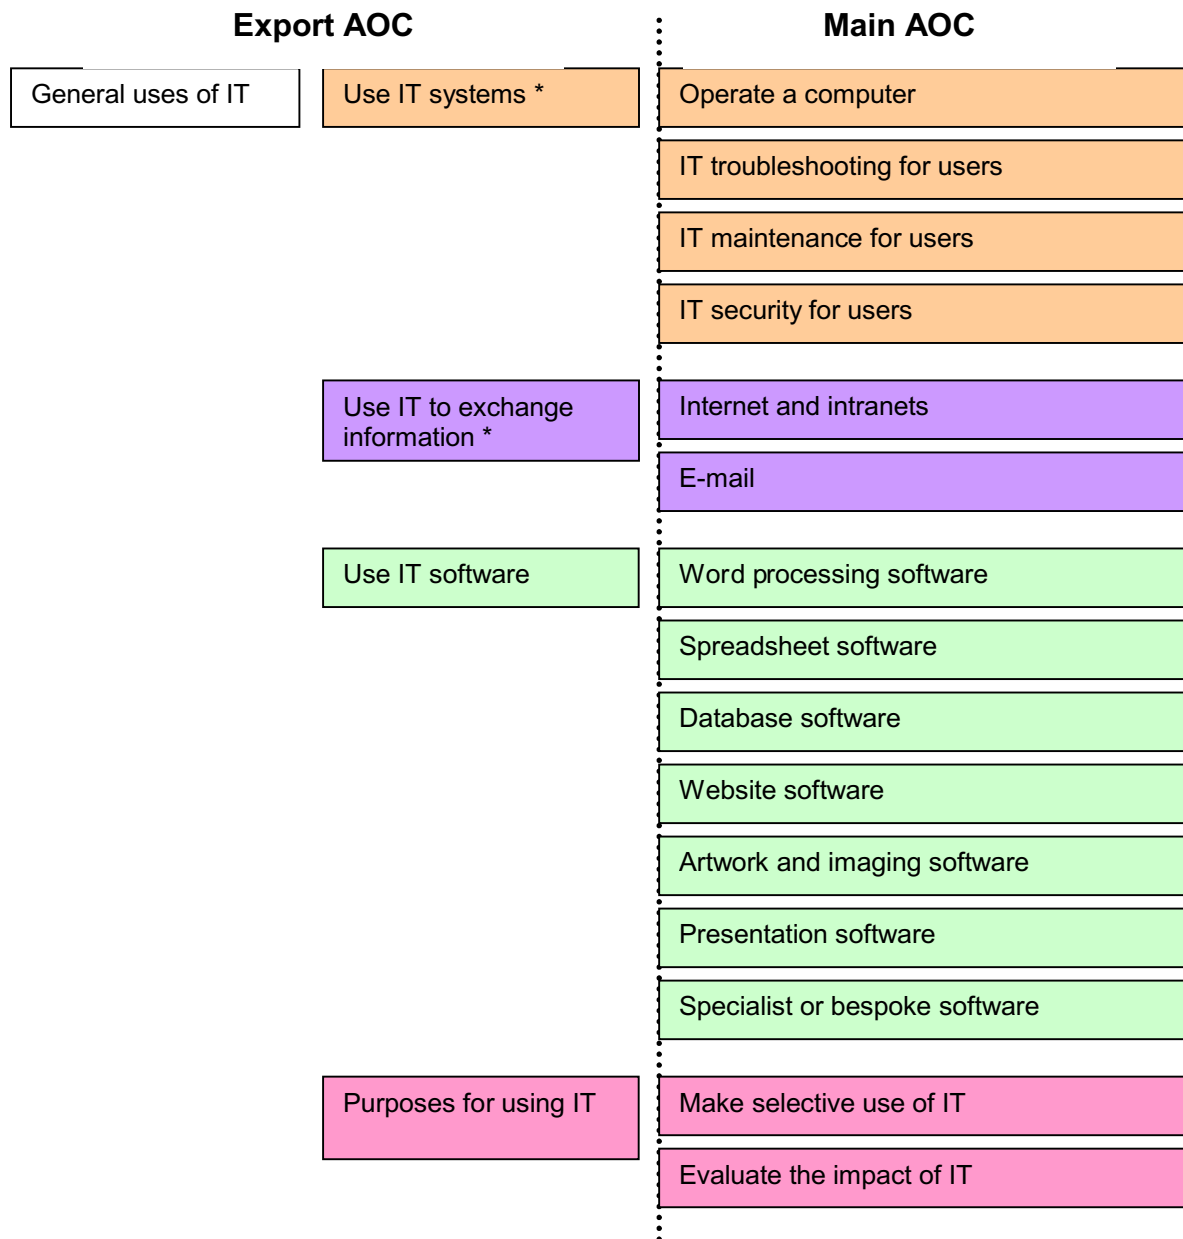 Export AOC
Main AOC
General uses of IT
Use IT systems *
Operate a computer
IT troubleshooting for users
IT maintenance for users
IT security for users
Use IT to exchange
information *
Internet and intranets
E-mail
Use IT software
Word processing software
Spreadsheet software
Database software
Website software
Artwork and imaging software
Presentation software
Specialist or bespoke software
Purposes for using IT
Make selective use of IT
Evaluate the impact of IT